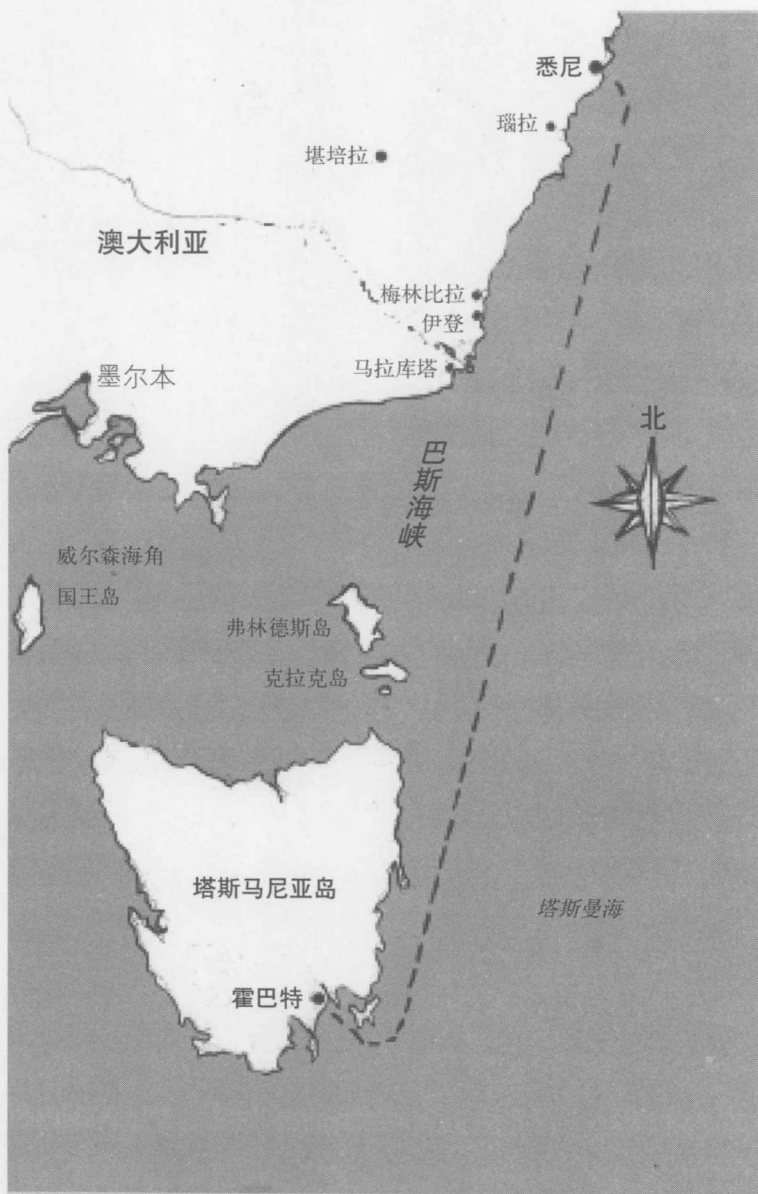 悉尼
瑙拉
堪培拉
澳大利亚
梅林比拉
伊登
马拉库塔
墨尔本
北
巴斯海峡
威尔森海角
国王岛
弗林德斯岛
克拉克岛
塔斯马尼亚岛
塔斯曼海
霍巴特